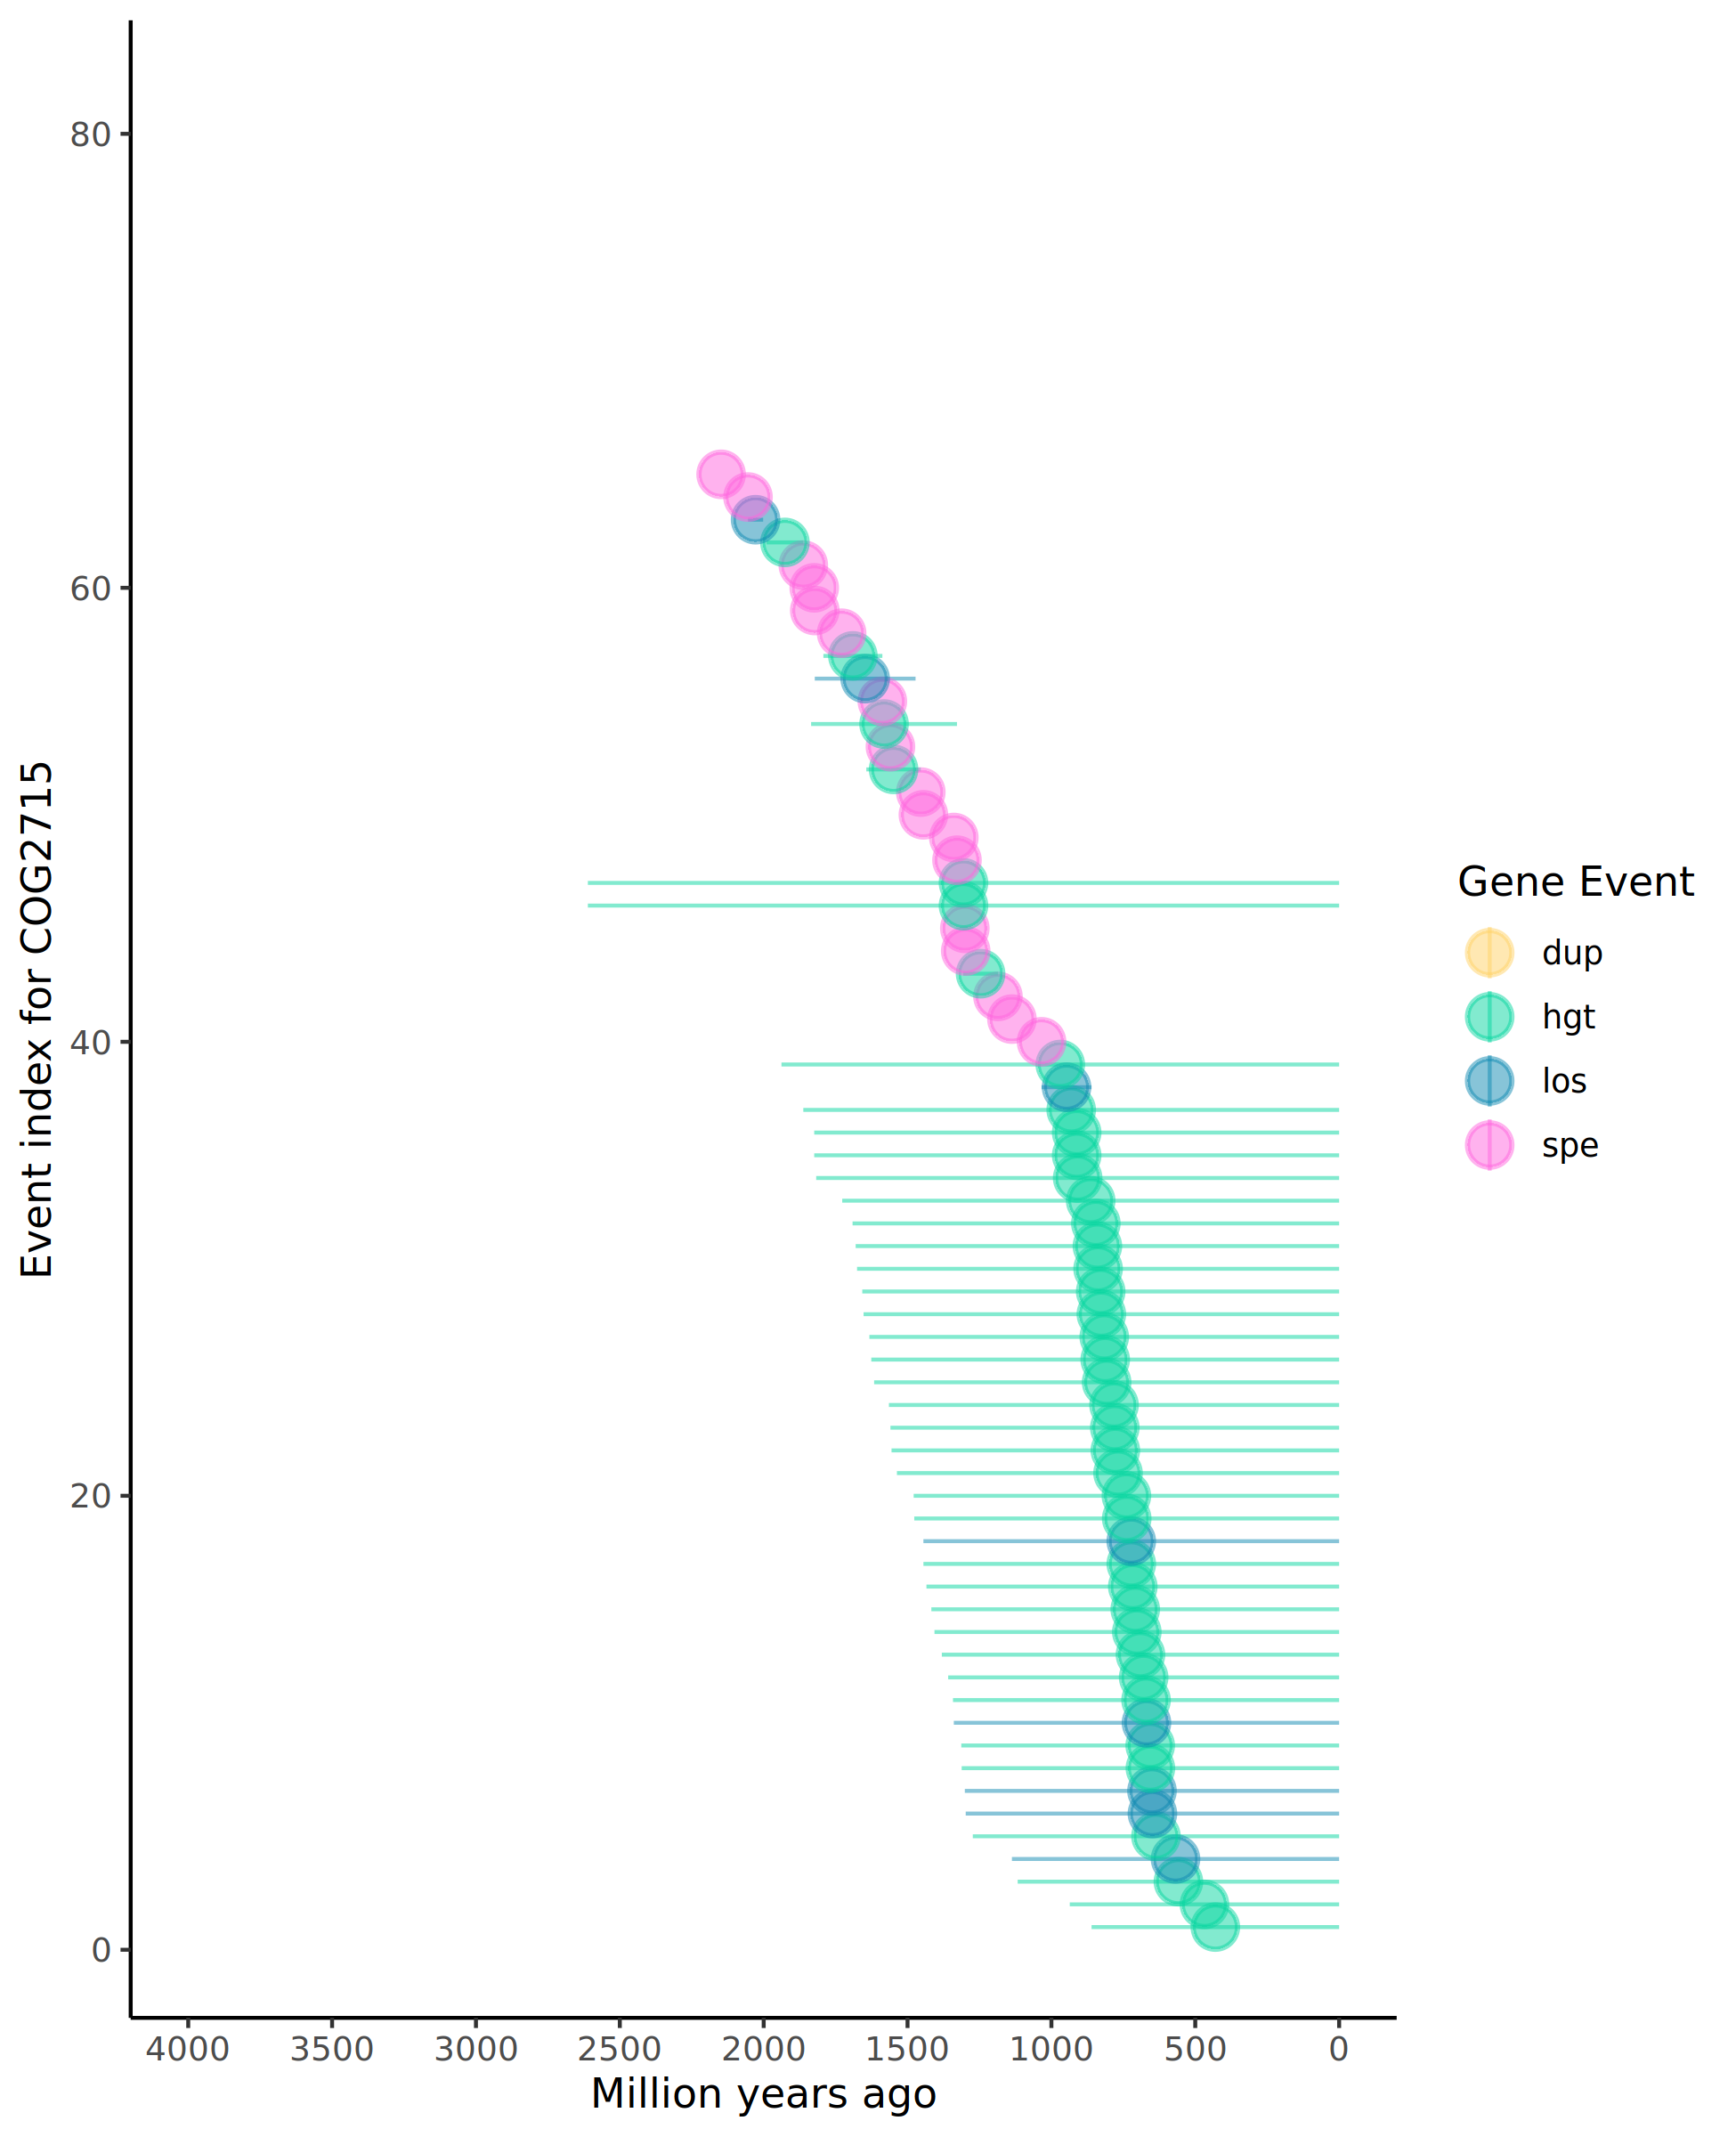 Event index for COG2715
80
60
40
20
0
4000 3500 3000 2500 2000 1500 1000 500 0
Million years ago
Gene Event
dup
hgt
los
spe